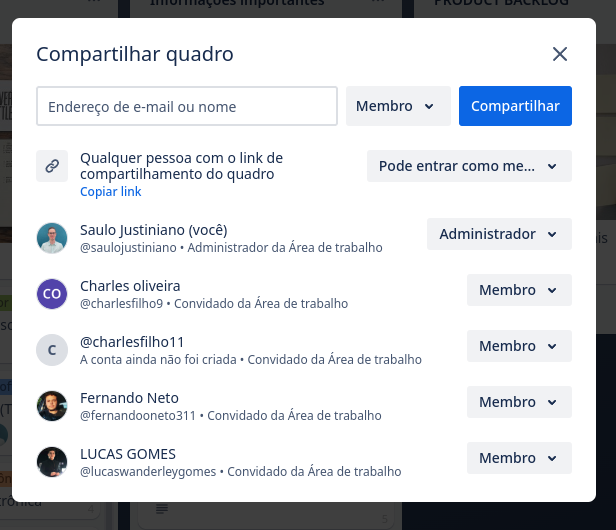 Informações importantes
PRODUCT BACKLOG
Compartilhar quadro
Endereço de e-mail ou nome
Membro
Compartilhar
Qualquer pessoa com o link de
compartilhamento do quadro
Pode entrar como me...
Copiar link
Saulo Justiniano (você)
@saulojustiniano • Administrador da Área de trabalho
Administrador
CO
Charles oliveira
@charlesfilho9 • Convidado da Área de trabalho
Membro
C
@charlesfilho11
A conta ainda não foi criada • Convidado da Área de trabalho
Membro
Fernando Neto
@fernandooneto311 • Convidado da Área de trabalho
Membro
LUCAS GOMES
@lucaswanderleygomes • Convidado da Área de trabalho
Membro
trônica
4
5